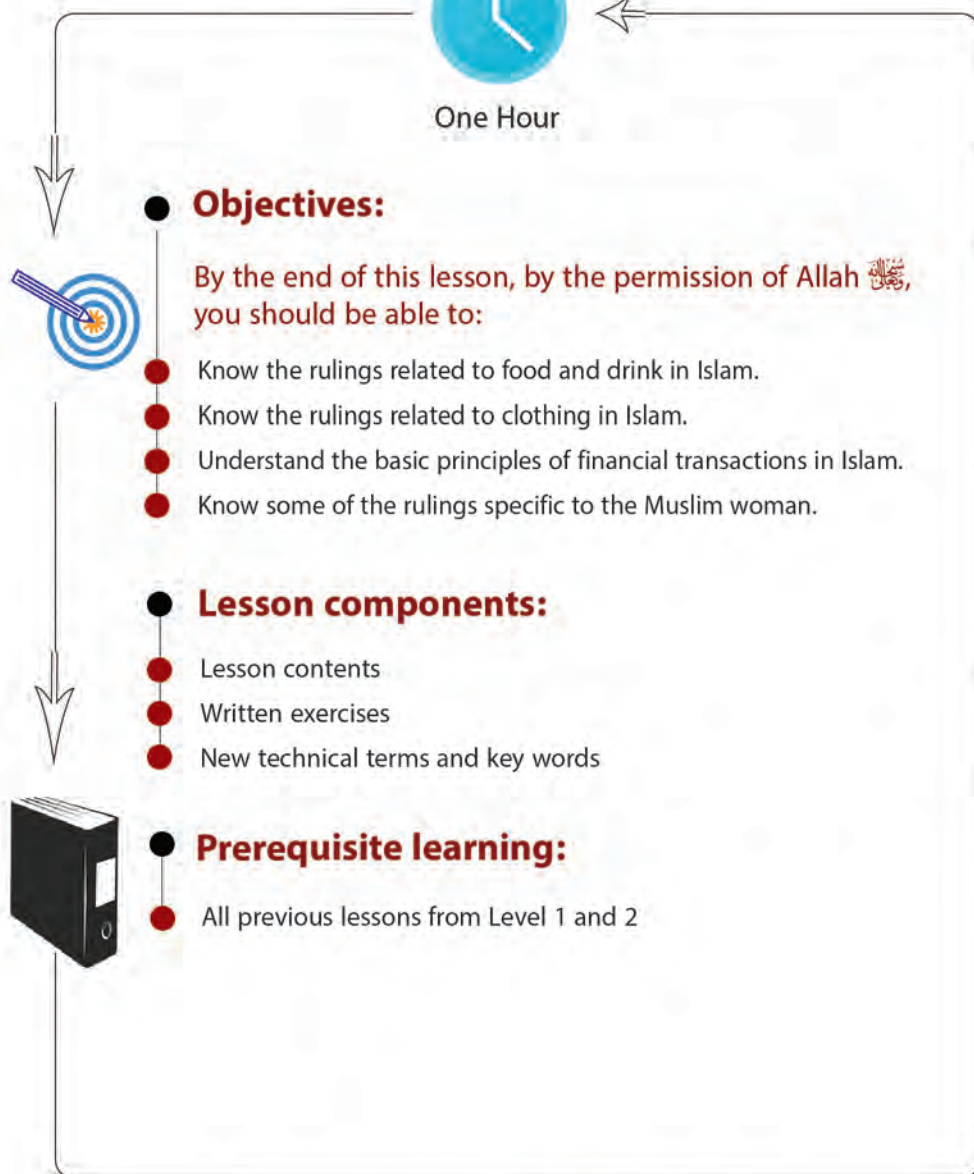 One Hour
Objectives:
By the end of this lesson, by the permission of Allah سبحانه وتعالى,
you should be able to:
Know the rulings related to food and drink in Islam.
Know the rulings related to clothing in Islam.
Understand the basic principles of financial transactions in Islam.
Know some of the rulings specific to the Muslim woman.
Lesson components:
Lesson contents
Written exercises
New technical terms and key words
Prerequisite learning:
All previous lessons from Level 1 and 2